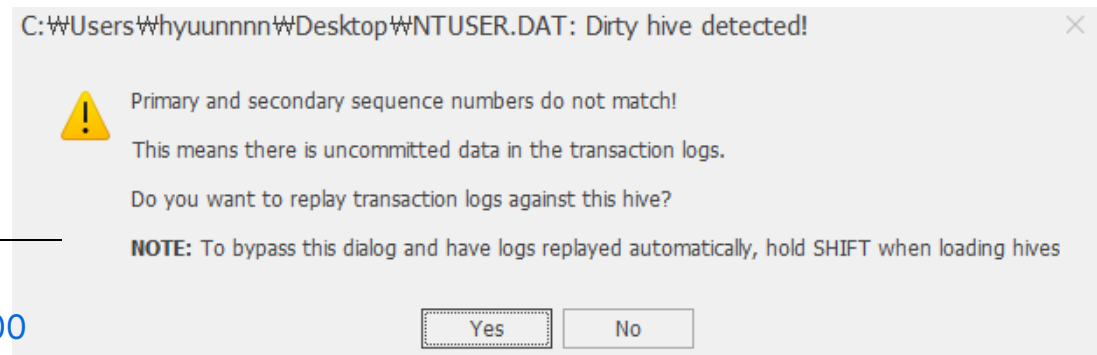 C:₩Users₩hyuunnnn₩Desktop₩NTUSER.DAT: Dirty hive detected!
Primary and secondary sequence numbers do not match!
This means there is uncommitted data in the transaction logs.
Do you want to replay transaction logs against this hive?
NOTE: To bypass this dialog and have logs replayed automatically, hold SHIFT when loading hives
Yes No